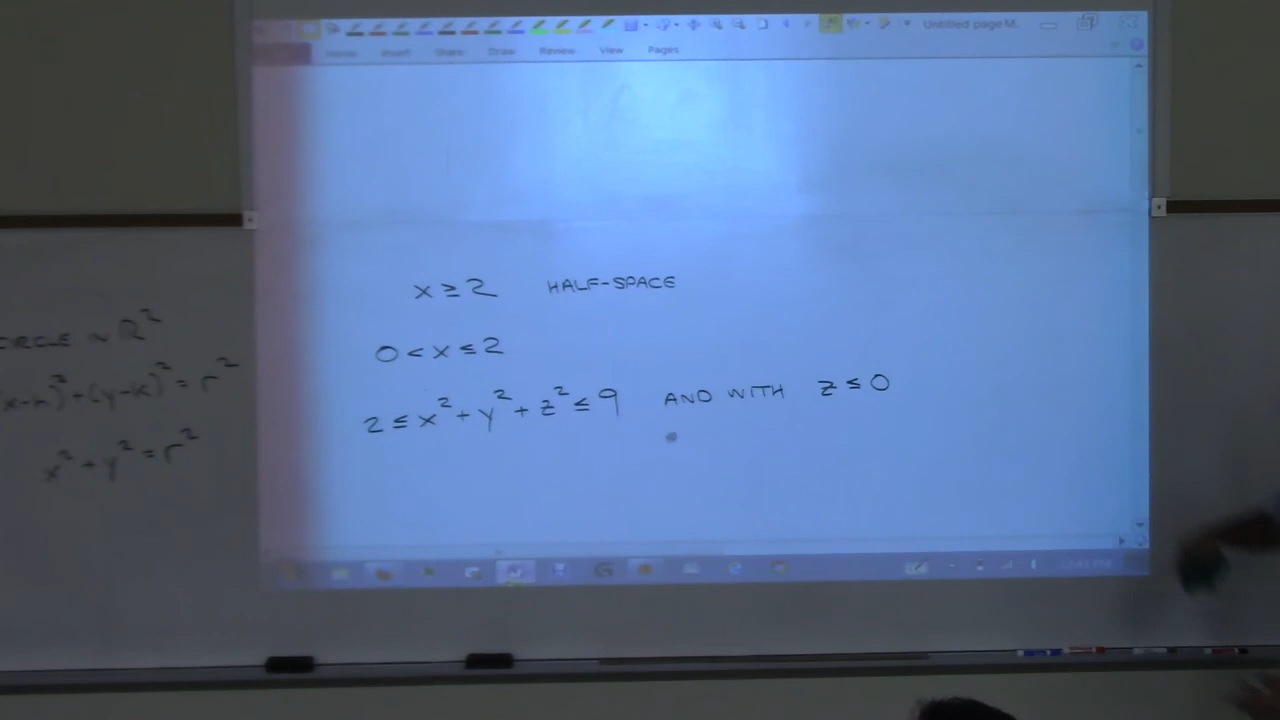 Untitled page M.
Home Insert Share Draw Review View Pages
x ≥ 2 HALF-SPACE
0 < x ≤ 2
2 ≤ x² + y² + z² ≤ 9 AND WITH z ≤ 0
CIRCLE IN ℝ²
(x-h)² + (y-k)² = r²
x² + y² = r²